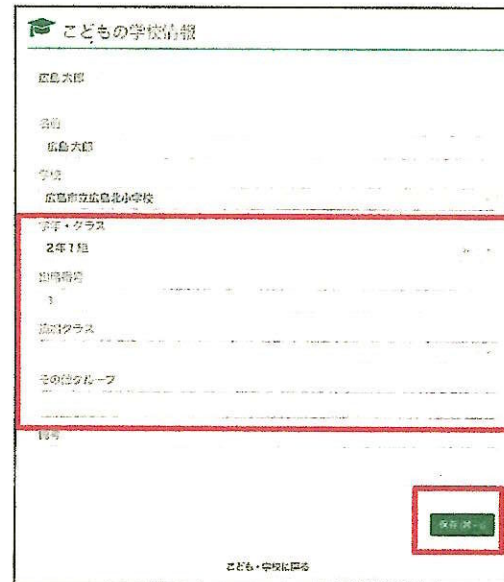 こどもの学校情報
広島太郎
名前
広島太郎
学校
広島市立広島北小学校
学年・クラス
2年1組
出席番号
1
その他グループ
備考
こども・学校に戻る